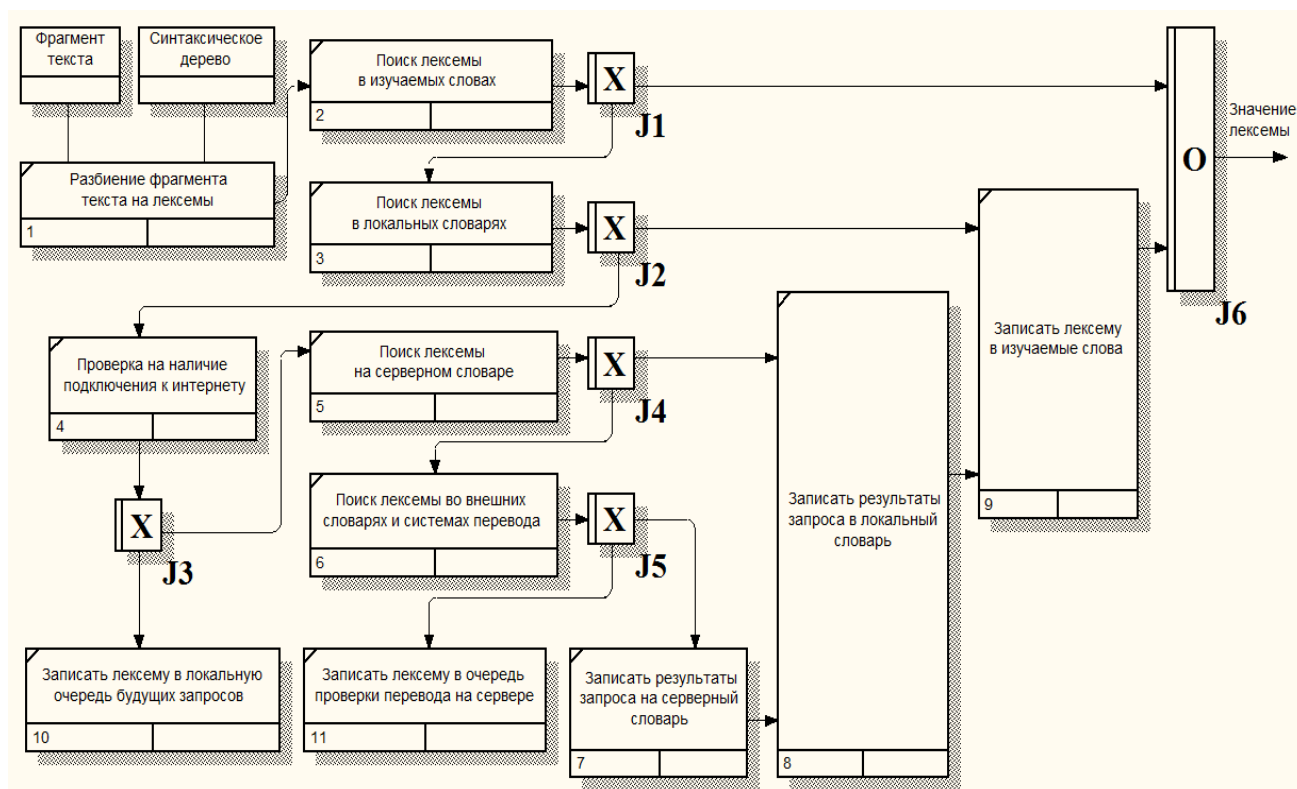 Фрагмент
текста
Синтаксическое
дерево
Поиск лексемы
в изучаемых словах
2
X
J1
O
J6
Значение
лексемы
Разбиение фрагмента
текста на лексемы
1
Поиск лексемы
в локальных словарях
3
X
J2
Записать лексему
в изучаемые слова
9
Проверка на наличие
подключения к интернету
4
Поиск лексемы
на серверном словаре
5
X
J4
Записать результаты
запроса в локальный
словарь
8
X
J3
Поиск лексемы во внешних
словарях и системах перевода
6
X
J5
Записать лексему в локальную
очередь будущих запросов
10
Записать лексему в очередь
проверки перевода на сервере
11
Записать результаты
запроса на серверный
словарь
7